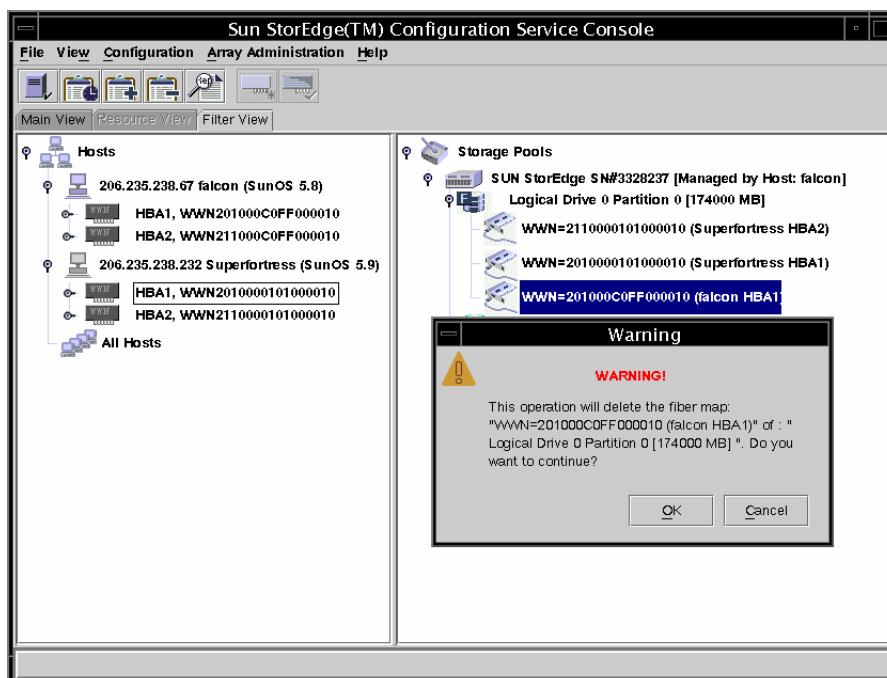 Sun StorEdge(TM) Configuration Service Console
File View Configuration Array Administration Help
Main View Resource View Filter View
Hosts
206.235.238.67 falcon (SunOS 5.8)
HBA1, WWN201000C0FF000010
HBA2, WWN211000C0FF000010
206.235.238.232 Superfortress (SunOS 5.9)
HBA1, WWN2010000101000010
HBA2, WWN2110000101000010
All Hosts
Storage Pools
SUN StorEdge SN#3328237 [Managed by Host: falcon]
Logical Drive 0 Partition 0 [174000 MB]
WWN=2110000101000010 (Superfortress HBA2)
WWN=2010000101000010 (Superfortress HBA1)
WWN=201000C0FF000010 (falcon HBA1)
Warning
WARNING!
This operation will delete the fiber map:
"WWN=201000C0FF000010 (falcon HBA1)" of : "
Logical Drive 0 Partition 0 [174000 MB] ". Do you
want to continue?
OK Cancel